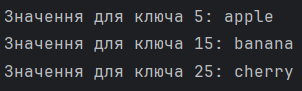 Значення для ключа 5: apple
Значення для ключа 15: banana
Значення для ключа 25: cherry